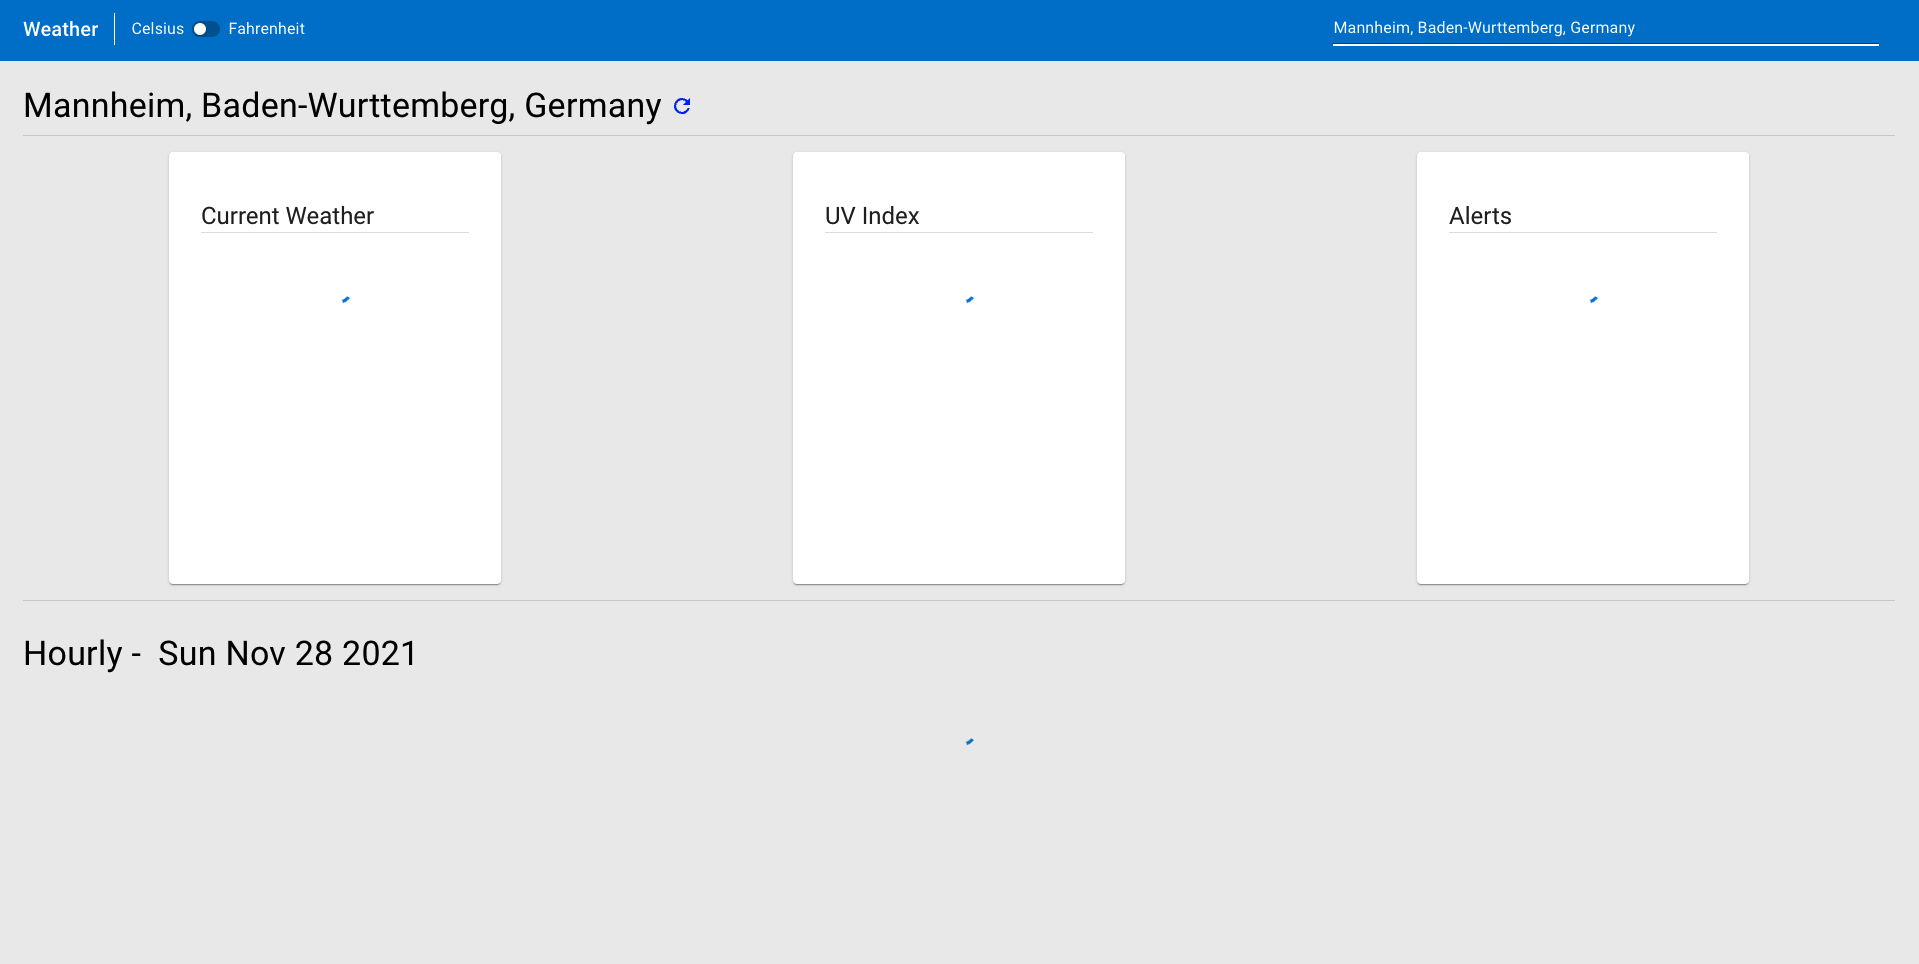 Weather
Celsius
Fahrenheit
Mannheim, Baden-Wurttemberg, Germany
Mannheim, Baden-Wurttemberg, Germany
Current Weather
UV Index
Alerts
Hourly -  Sun Nov 28 2021